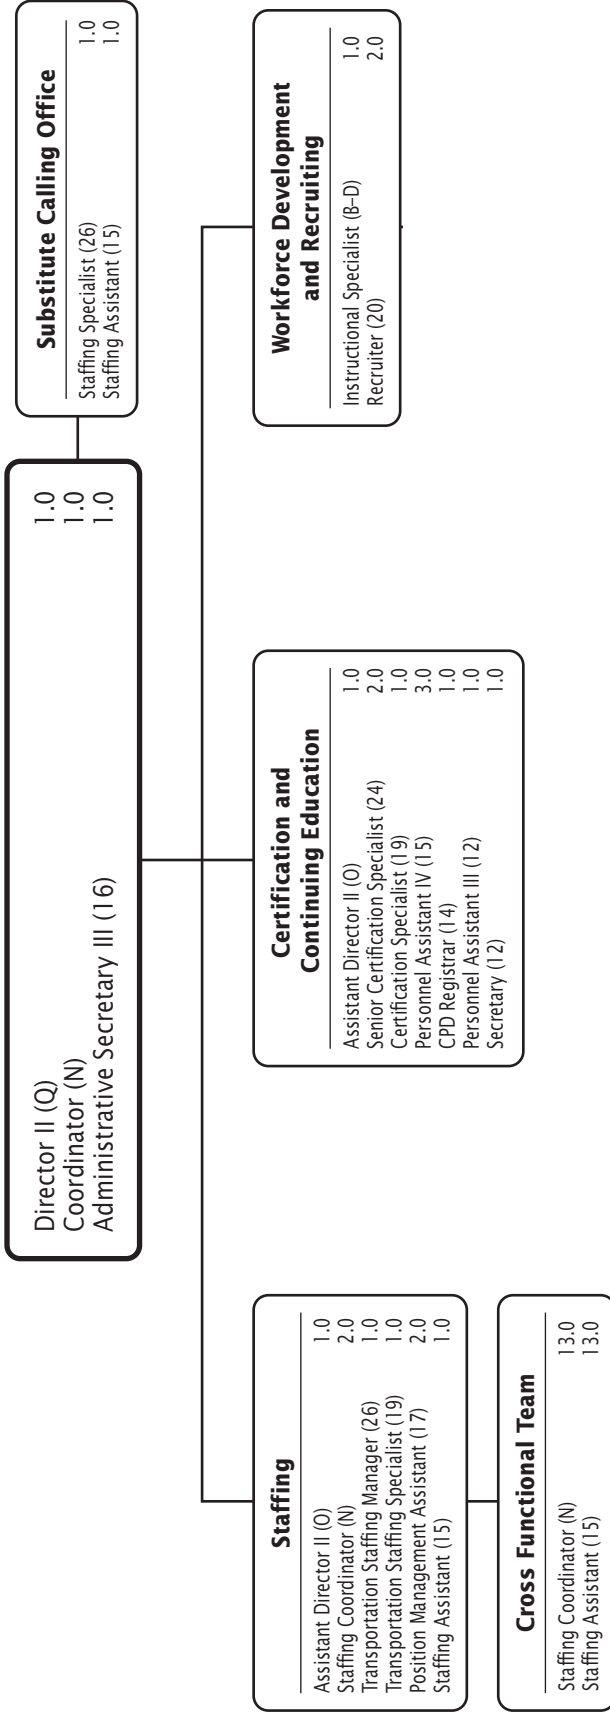 Director II (Q) 1.0
Coordinator (N) 1.0
Administrative Secretary III (16) 1.0
Substitute Calling Office
Staffing Specialist (26) 1.0
Staffing Assistant (15) 1.0
Staffing
Assistant Director II (O) 1.0
Staffing Coordinator (N) 2.0
Transportation Staffing Manager (26) 1.0
Transportation Staffing Specialist (19) 1.0
Position Management Assistant (17) 2.0
Staffing Assistant (15) 1.0
Cross Functional Team
Staffing Coordinator (N) 13.0
Staffing Assistant (15) 13.0
Certification and
Continuing Education
Assistant Director II (O) 1.0
Senior Certification Specialist (24) 2.0
Certification Specialist (19) 1.0
Personnel Assistant IV (15) 3.0
CPD Registrar (14) 1.0
Personnel Assistant III (12) 1.0
Secretary (12) 1.0
Workforce Development
and Recruiting
Instructional Specialist (B–D) 1.0
Recruiter (20) 2.0